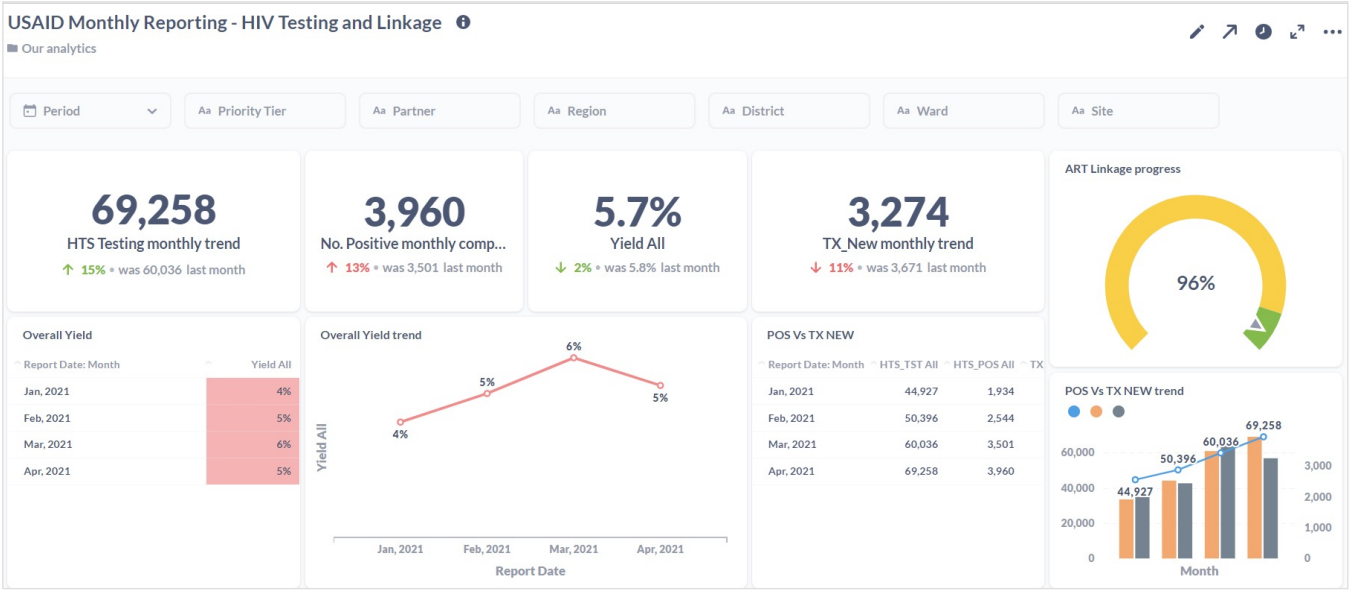 USAID Monthly Reporting - HIV Testing and Linkage
Our analytics
Period
Aa Priority Tier
Aa Partner
Aa Region
Aa District
Aa Ward
Aa Site
69,258
HTS Testing monthly trend
15% • was 60,036 last month
3,960
No. Positive monthly comp...
13% • was 3,501 last month
5.7%
Yield All
2% • was 5.8% last month
3,274
TX_New monthly trend
11% • was 3,671 last month
ART Linkage progress
96%
Overall Yield
Report Date: Month Yield All
Jan, 2021 4%
Feb, 2021 5%
Mar, 2021 6%
Apr, 2021 5%
Overall Yield trend
Yield All
4%
5%
6%
5%
Jan, 2021 Feb, 2021 Mar, 2021 Apr, 2021
Report Date
POS Vs TX NEW
Report Date: Month HTS_TST All HTS_POS All TX
Jan, 2021 44,927 1,934
Feb, 2021 50,396 2,544
Mar, 2021 60,036 3,501
Apr, 2021 69,258 3,960
POS Vs TX NEW trend
69,258
60,036
50,396
44,927
60,000
40,000
20,000
0
3,000
2,000
1,000
0
Month